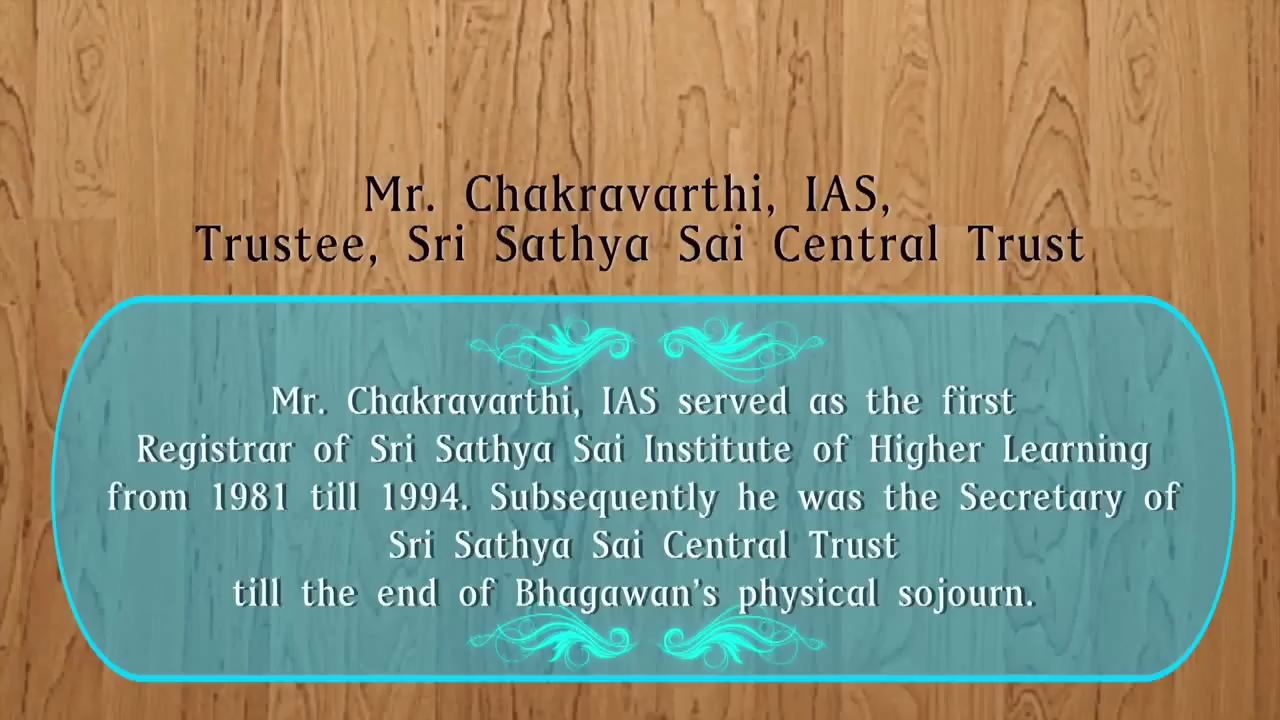 Mr. Chakravarthi, IAS,
Trustee, Sri Sathya Sai Central Trust
Mr. Chakravarthi, IAS served as the first
Registrar of Sri Sathya Sai Institute of Higher Learning
from 1981 till 1994. Subsequently he was the Secretary of
Sri Sathya Sai Central Trust
till the end of Bhagawan's physical sojourn.